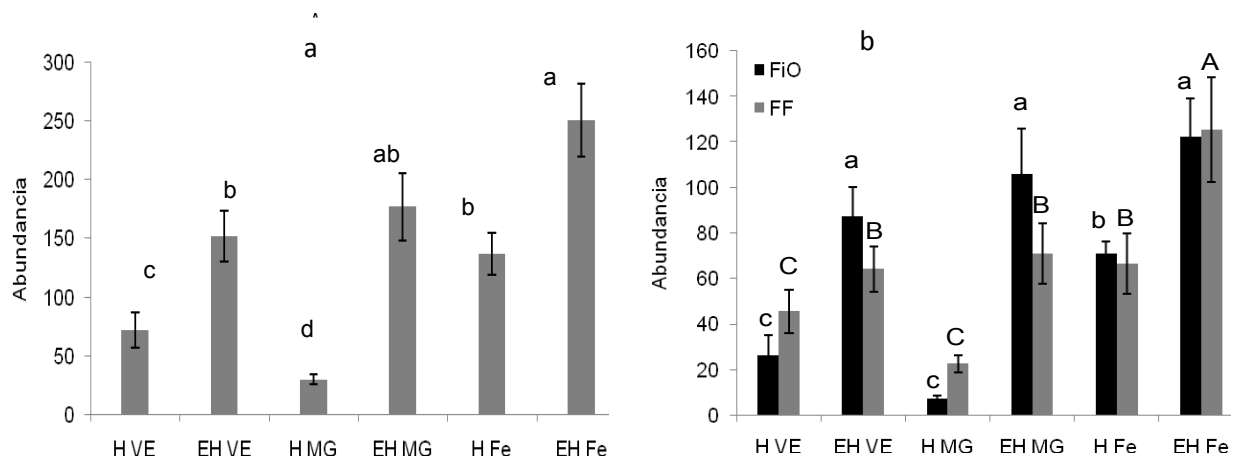 a
300
250
200
150
100
50
0
Abundancia
c
b
d
ab
b
a
H VE EH VE H MG EH MG H Fe EH Fe
b
160
140
120
100
80
60
40
20
0
Abundancia
FiO
FF
c C
a B
c C
a B
b B
a A
H VE EH VE H MG EH MG H Fe EH Fe